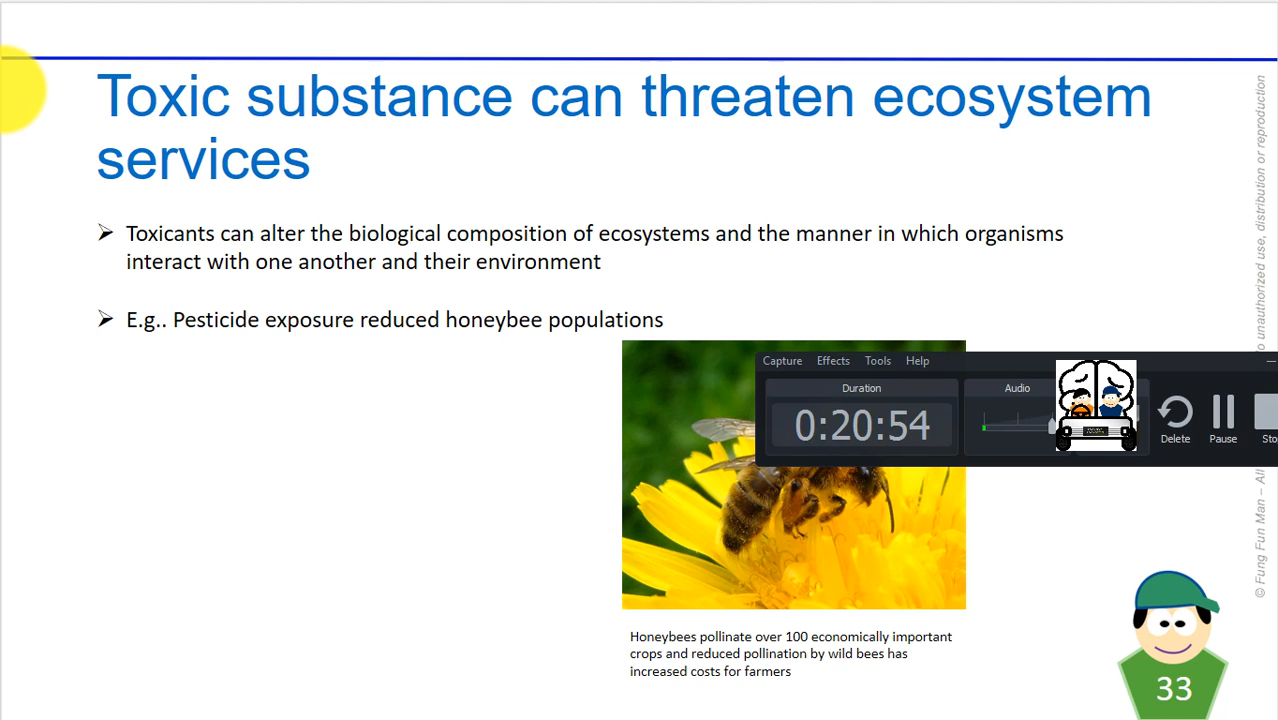 Toxic substance can threaten ecosystem
services
Toxicants can alter the biological composition of ecosystems and the manner in which organisms
interact with one another and their environment
E.g.. Pesticide exposure reduced honeybee populations
Capture Effects Tools Help
Duration
Audio
0:20:54
Delete
Pause
Sto
Honeybees pollinate over 100 economically important
crops and reduced pollination by wild bees has
increased costs for farmers
33
© Fung Fun Man – All
to unauthorized use, distribution or reproduction